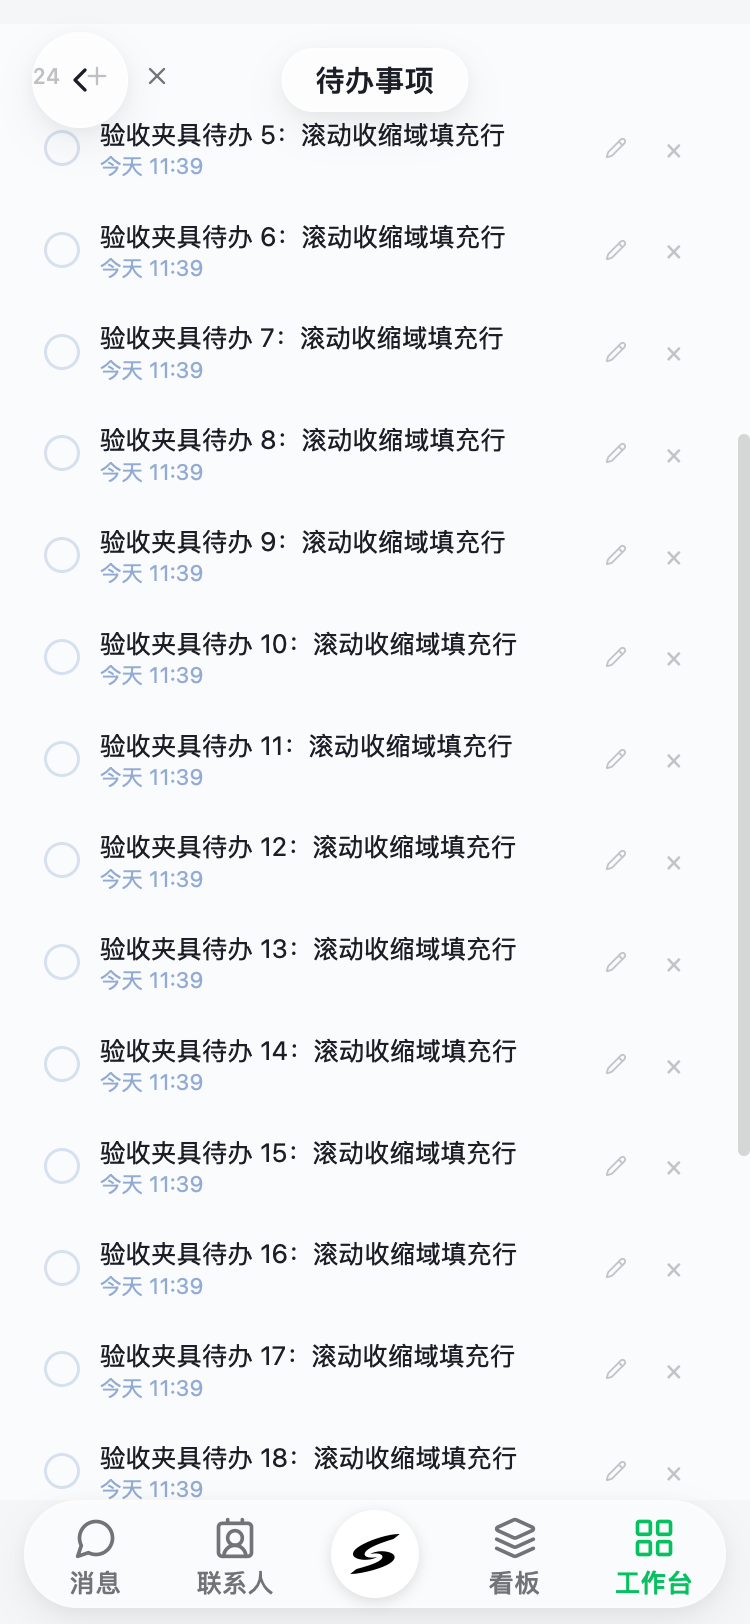 24
待办事项
验收夹具待办 5：滚动收缩域填充行
今天 11:39
验收夹具待办 6：滚动收缩域填充行
今天 11:39
验收夹具待办 7：滚动收缩域填充行
今天 11:39
验收夹具待办 8：滚动收缩域填充行
今天 11:39
验收夹具待办 9：滚动收缩域填充行
今天 11:39
验收夹具待办 10：滚动收缩域填充行
今天 11:39
验收夹具待办 11：滚动收缩域填充行
今天 11:39
验收夹具待办 12：滚动收缩域填充行
今天 11:39
验收夹具待办 13：滚动收缩域填充行
今天 11:39
验收夹具待办 14：滚动收缩域填充行
今天 11:39
验收夹具待办 15：滚动收缩域填充行
今天 11:39
验收夹具待办 16：滚动收缩域填充行
今天 11:39
验收夹具待办 17：滚动收缩域填充行
今天 11:39
验收夹具待办 18：滚动收缩域填充行
今天 11:39
消息
联系人
看板
工作台